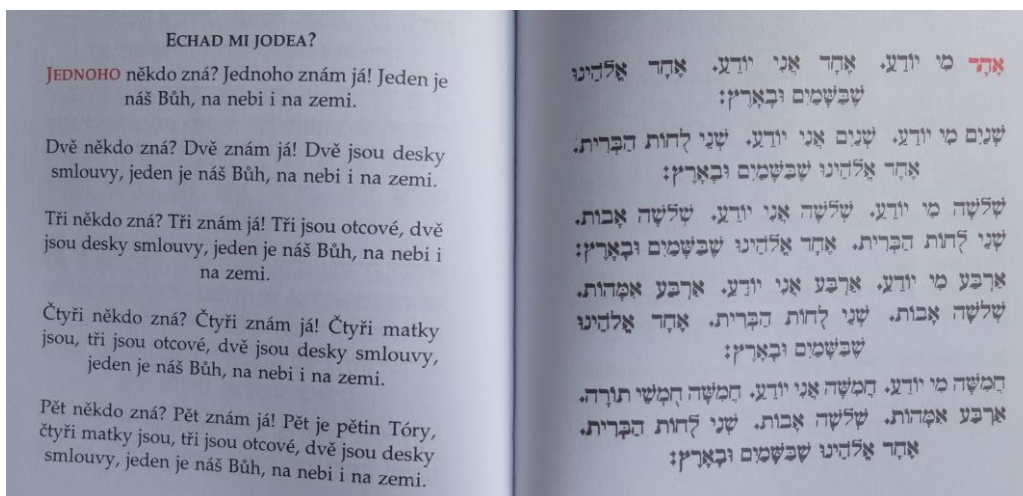 ECHAD MI JODEA?
JEDNOHO někdo zná? Jednoho znám já! Jeden je
náš Bůh, na nebi i na zemi.
Dvě někdo zná? Dvě znám já! Dvě jsou desky
smlouvy, jeden je náš Bůh, na nebi i na zemi.
Tři někdo zná? Tři znám já! Tři jsou otcové, dvě
jsou desky smlouvy, jeden je náš Bůh, na nebi i
na zemi.
Čtyři někdo zná? Čtyři znám já! Čtyři matky
jsou, tři jsou otcové, dvě jsou desky smlouvy,
jeden je náš Bůh, na nebi i na zemi.
Pět někdo zná? Pět znám já! Pět je pětin Tóry,
čtyři matky jsou, tři jsou otcové, dvě jsou desky
smlouvy, jeden je náš Bůh, na nebi i na zemi.
אֶחָד מִי יוֹדֵעַ. אֶחָד אֲנִי יוֹדֵעַ. אֶחָד אֱלֹהֵינוּ
שֶׁבַּשָּׁמַיִם וּבָאָרֶץ:
שְׁנַיִם מִי יוֹדֵעַ. שְׁנַיִם אֲנִי יוֹדֵעַ. שְׁנֵי לֻחוֹת הַבְּרִית.
אֶחָד אֱלֹהֵינוּ שֶׁבַּשָּׁמַיִם וּבָאָרֶץ:
שְׁלֹשָׁה מִי יוֹדֵעַ. שְׁלֹשָׁה אֲנִי יוֹדֵעַ. שְׁלֹשָׁה אָבוֹת.
שְׁנֵי לֻחוֹת הַבְּרִית. אֶחָד אֱלֹהֵינוּ שֶׁבַּשָּׁמַיִם וּבָאָרֶץ:
אַרְבַּע מִי יוֹדֵעַ. אַרְבַּע אֲנִי יוֹדֵעַ. אַרְבַּע אִמָּהוֹת.
שְׁלֹשָׁה אָבוֹת. שְׁנֵי לֻחוֹת הַבְּרִית. אֶחָד אֱלֹהֵינוּ
שֶׁבַּשָּׁמַיִם וּבָאָרֶץ:
חֲמִשָּׁה מִי יוֹדֵעַ. חֲמִשָּׁה אֲנִי יוֹדֵעַ. חֲמִשָּׁה חֻמְשֵׁי תוֹרָה.
אַרְבַּע אִמָּהוֹת. שְׁלֹשָׁה אָבוֹת. שְׁנֵי לֻחוֹת הַבְּרִית.
אֶחָד אֱלֹהֵינוּ שֶׁבַּשָּׁמַיִם וּבָאָרֶץ: